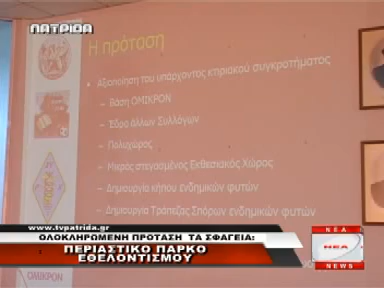 ΠΑΤΡΙΔΑ
Η πρόταση
Αξιοποίηση του υπάρχοντος κτιριακού συγκροτήματος
Βάση ΟΜΙΚΡΟΝ
Έδρα Άλλων Συλλόγων
Πολυχώρος
Μικρός στεγασμένος Εκθεσιακός Χώρος
Δημιουργία κήπου ενδημικών φυτών
Δημιουργία Τράπεζας Σπόρων ενδημικών φυτών
ΟΜΙΚΡΟΝ
www.tvpatrida.gr
ΟΛΟΚΛΗΡΩΜΕΝΗ ΠΡΟΤΑΣΗ ΤΑ ΣΦΑΓΕΙΑ:
ΠΕΡΙΑΣΤΙΚΟ ΠΑΡΚΟ
ΕΘΕΛΟΝΤΙΣΜΟΥ
ΝΕΑ
ΝΕΑ
NEWS